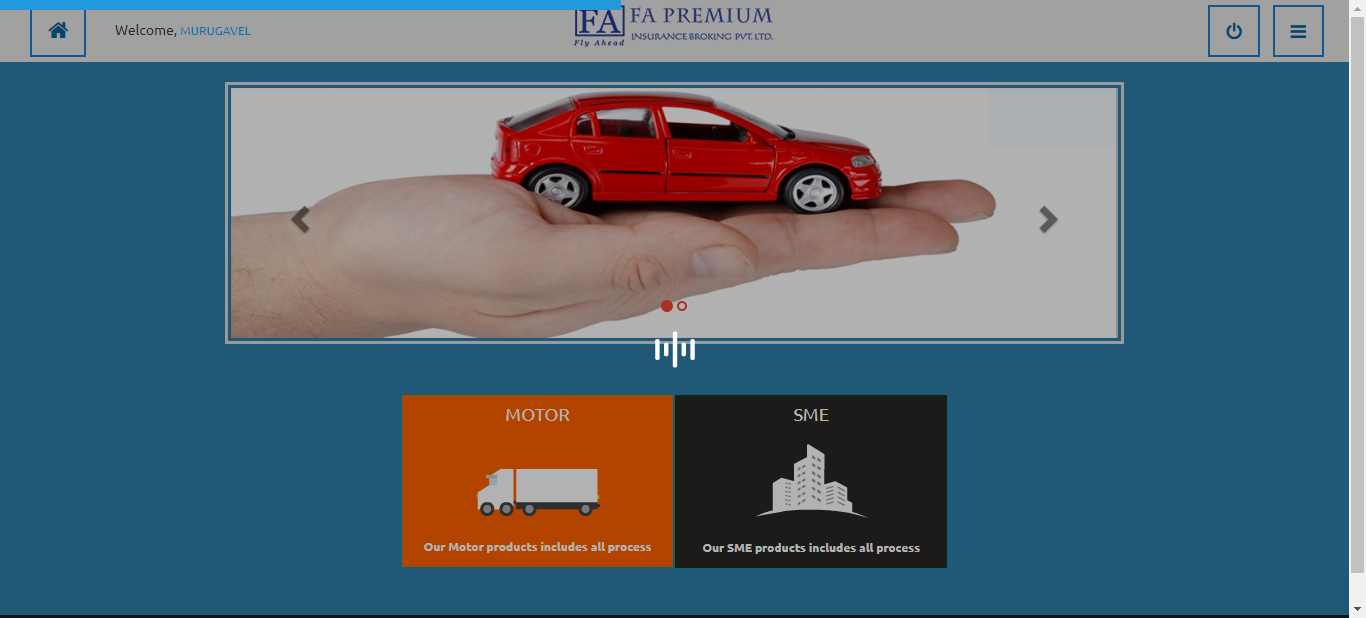 Welcome, MURUGAVEL
FA
Fly Ahead
FA PREMIUM
INSURANCE BROKING PVT. LTD.
MOTOR
Our Motor products includes all process
SME
Our SME products includes all process